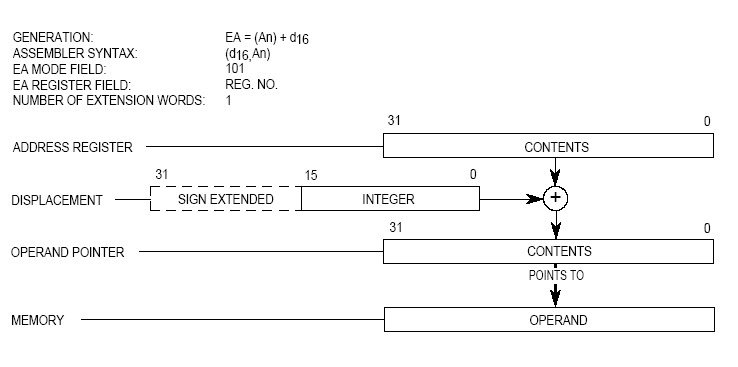 GENERATION: EA = (An) + d16
ASSEMBLER SYNTAX: (d16,An)
EA MODE FIELD: 101
EA REGISTER FIELD: REG. NO.
NUMBER OF EXTENSION WORDS: 1
31 0
ADDRESS REGISTER CONTENTS
31 15 0
DISPLACEMENT SIGN EXTENDED INTEGER +
31 0
OPERAND POINTER CONTENTS
POINTS TO
MEMORY OPERAND